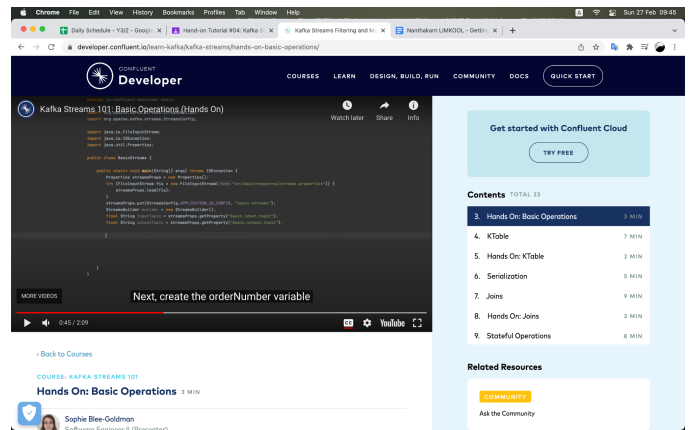 Chrome File Edit View History Bookmarks Profiles Tab Window Help
A Sun 27 Feb 09:45
Daily Schedule - Y3/2 - Googl
Hand-on Tutorial #04: Kafka St
Kafka Streams Filtering and M
Nanthakarn LIMKOOL - Getting
developer.confluent.io/learn-kafka/kafka-streams/hands-on-basic-operations/
CONFLUENT
Developer
COURSES LEARN DESIGN, BUILD, RUN COMMUNITY DOCS QUICK START
Kafka Streams 101: Basic Operations (Hands On)
Watch later Share Info
import org.apache.kafka.streams.StreamsConfig;
import java.io.FileInputStream;
import java.io.IOException;
import java.util.Properties;
public class BasicStreams {
public static void main(String[] args) throws IOException {
Properties streamsProps = new Properties();
try (FileInputStream fis = new FileInputStream("src/main/resources/streams.properties")) {
streamsProps.load(fis);
}
streamsProps.put(StreamsConfig.APPLICATION_ID_CONFIG, "basic-streams");
StreamsBuilder builder = new StreamsBuilder();
final String inputTopic = streamsProps.getProperty("basic.input.topic");
final String outputTopic = streamsProps.getProperty("basic.output.topic");
}
}
MORE VIDEOS
Next, create the orderNumber variable
0:45 / 2:09
CC YouTube
‹ Back to Courses
COURSE: KAFKA STREAMS 101
Hands On: Basic Operations 3 MIN
Sophie Blee-Goldman
Software Engineer II (Presenter)
Get started with Confluent Cloud
TRY FREE
Contents TOTAL 23
3. Hands On: Basic Operations 3 MIN
4. KTable 7 MIN
5. Hands On: KTable 2 MIN
6. Serialization 5 MIN
7. Joins 9 MIN
8. Hands On: Joins 3 MIN
9. Stateful Operations 8 MIN
Related Resources
COMMUNITY
Ask the Community